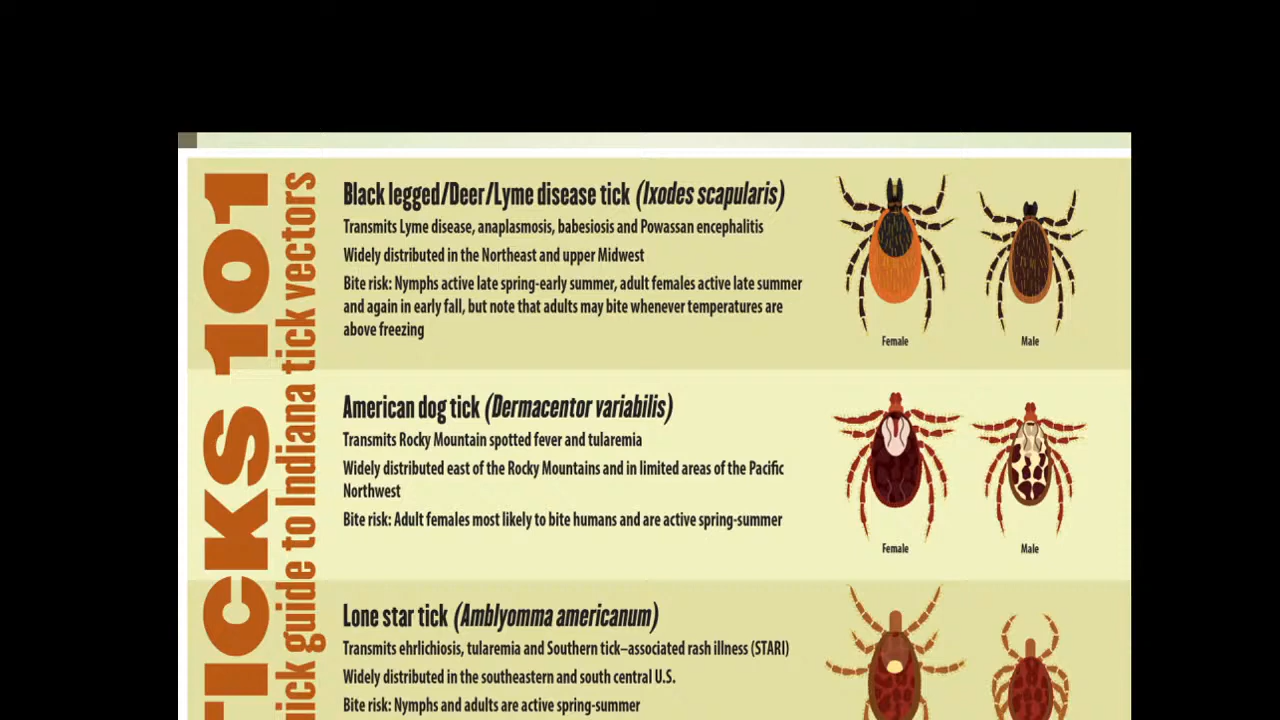 TICKS 101
uick guide to Indiana tick vectors
Black legged/Deer/Lyme disease tick (Ixodes scapularis)
Transmits Lyme disease, anaplasmosis, babesiosis and Powassan encephalitis
Widely distributed in the Northeast and upper Midwest
Bite risk: Nymphs active late spring-early summer, adult females active late summer
and again in early fall, but note that adults may bite whenever temperatures are
above freezing
Female
Male
American dog tick (Dermacentor variabilis)
Transmits Rocky Mountain spotted fever and tularemia
Widely distributed east of the Rocky Mountains and in limited areas of the Pacific
Northwest
Bite risk: Adult females most likely to bite humans and are active spring-summer
Female
Male
Lone star tick (Amblyomma americanum)
Transmits ehrlichiosis, tularemia and Southern tick–associated rash illness (STARI)
Widely distributed in the southeastern and south central U.S.
Bite risk: Nymphs and adults are active spring-summer